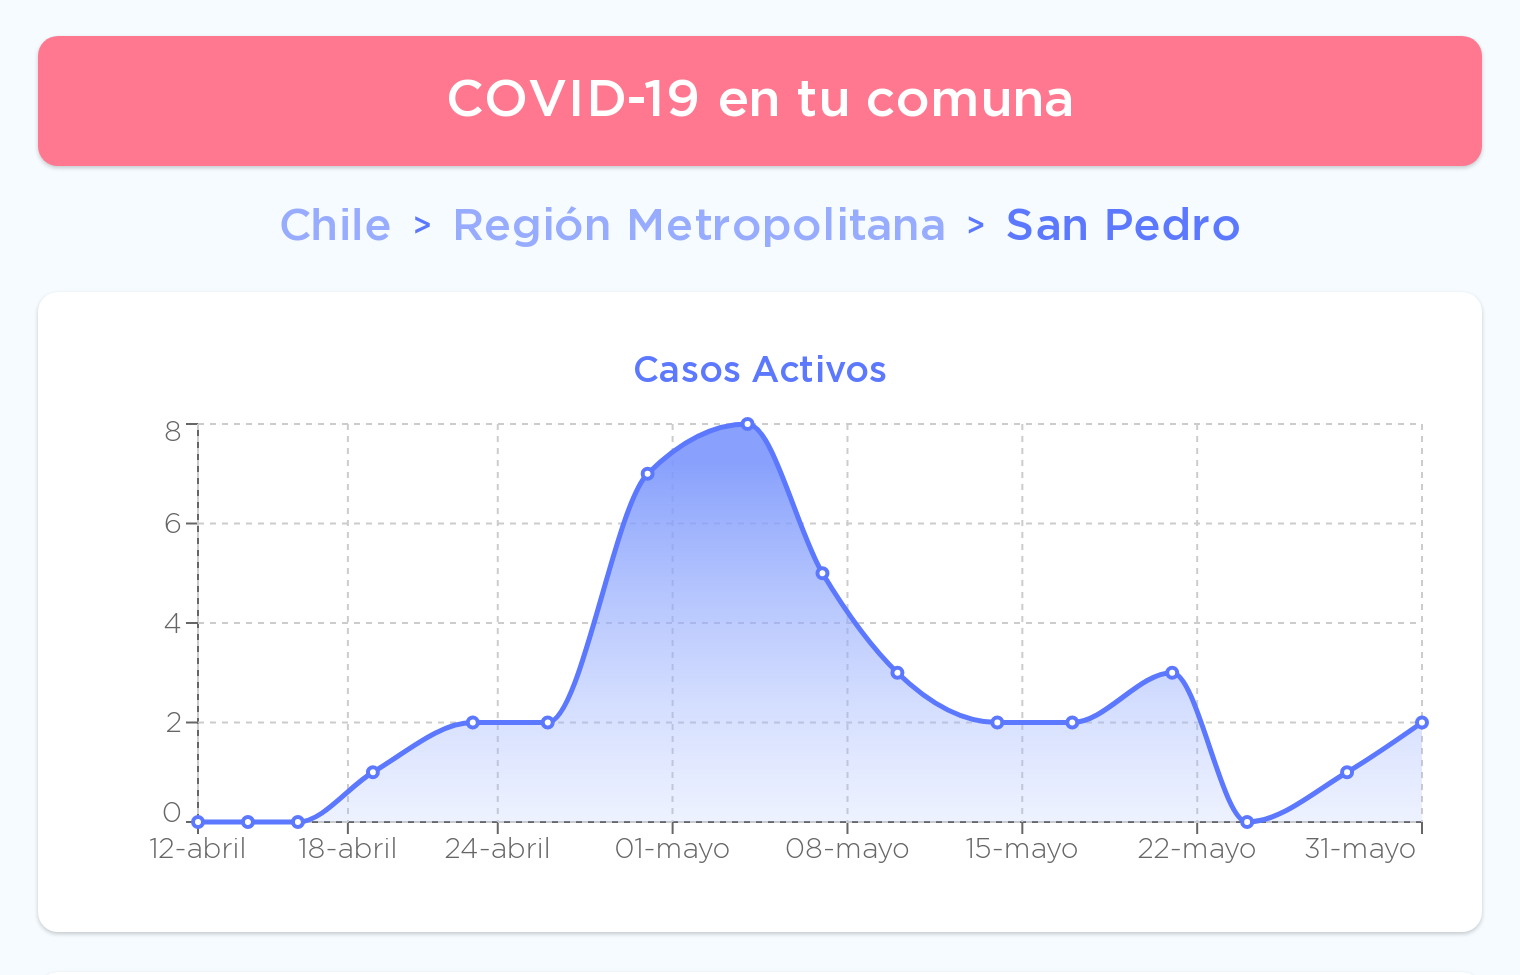 COVID-19 en tu comuna
Chile > Región Metropolitana > San Pedro
Casos Activos
8
6
4
2
0
12-abril 18-abril 24-abril 01-mayo 08-mayo 15-mayo 22-mayo 31-mayo